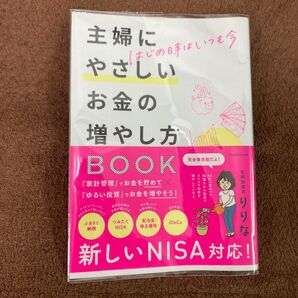 主婦に
はじめ時はいつも今
やさしい
お金の
増やし方
BOOK
完全保存版だよ!
『家計管理』でお金を貯めて
『ゆるい投資』でお金を増やそう!
りりな
ふるさと
納税
つみたて
NISA
配当金
株主優待
iDeCo
新しいNISA対応!